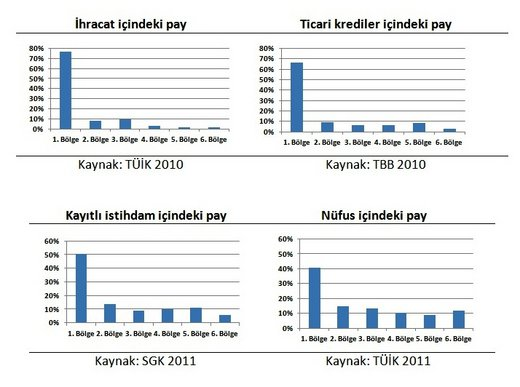 İhracat içindeki pay
80%
70%
60%
50%
40%
30%
20%
10%
0%
1. Bölge 2. Bölge 3. Bölge 4. Bölge 5. Bölge 6. Bölge
Kaynak: TÜİK 2010
Ticari krediler içindeki pay
80%
70%
60%
50%
40%
30%
20%
10%
0%
1. Bölge 2. Bölge 3. Bölge 4. Bölge 5. Bölge 6. Bölge
Kaynak: TBB 2010
Kayıtlı istihdam içindeki pay
60%
50%
40%
30%
20%
10%
0%
1. Bölge 2. Bölge 3. Bölge 4. Bölge 5. Bölge 6. Bölge
Kaynak: SGK 2011
Nüfus içindeki pay
60%
50%
40%
30%
20%
10%
0%
1. Bölge 2. Bölge 3. Bölge 4. Bölge 5. Bölge 6. Bölge
Kaynak: TÜİK 2011